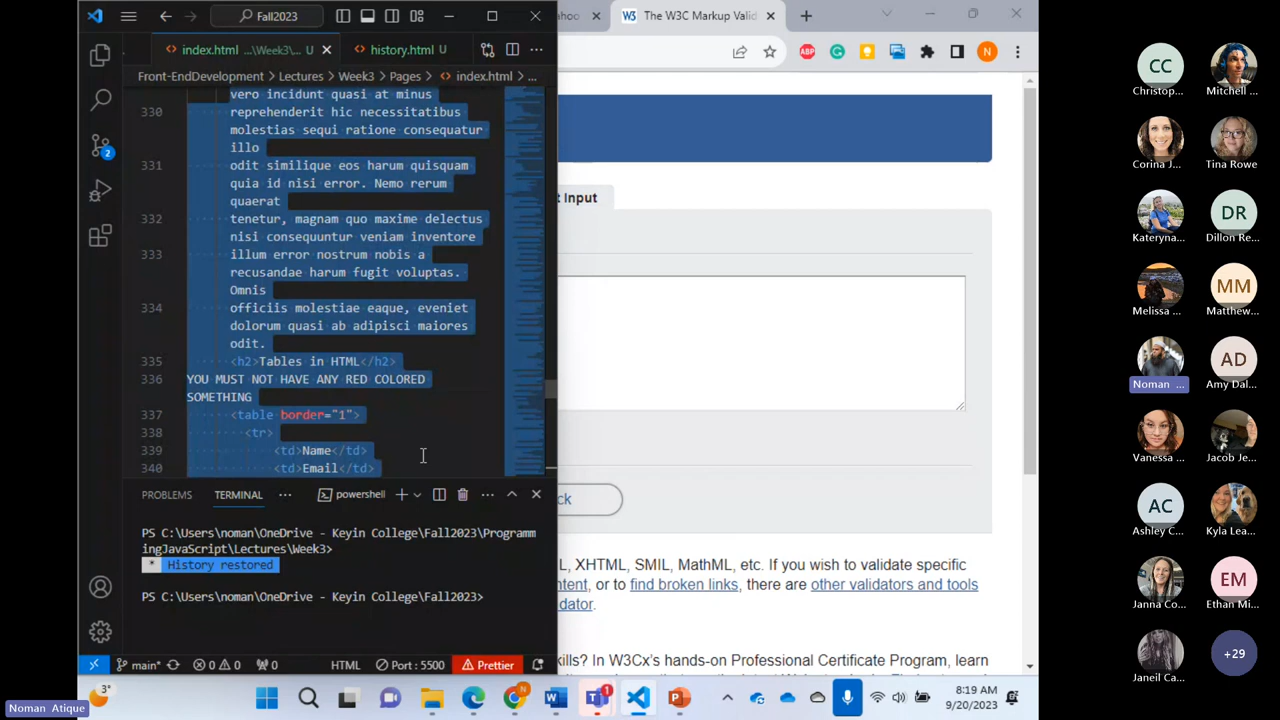 Fall2023
index.html ...\Week3\... U
history.html U
Front-EndDevelopment > Lectures > Week3 > Pages > index.html > ...
vero incidunt quasi at minus
330 reprehenderit hic necessitatibus
molestias sequi ratione consequatur
illo
331 odit similique eos harum quisquam
quia id nisi error. Nemo rerum
quaerat
332 tenetur, magnam quo maxime delectus
nisi consequuntur veniam inventore
333 illum error nostrum nobis a
recusandae harum fugit voluptas.
Omnis
334 officiis molestiae eaque, eveniet
dolorum quasi ab adipisci maiores
odit.
335 <h2>Tables in HTML</h2>
336 YOU MUST NOT HAVE ANY RED COLORED
SOMETHING
337 <table border="1">
338 <tr>
339 <td>Name</td>
340 <td>Email</td>
PROBLEMS TERMINAL ... powershell
PS C:\Users\noman\OneDrive - Keyin College\Fall2023\Programm
ingJavaScript\Lectures\Week3>
* History restored
PS C:\Users\noman\OneDrive - Keyin College\Fall2023>
2
main* 0 0 0 HTML Port : 5500 Prettier
ahoo
The W3C Markup Valid
ABP
N
t Input
ck
L, XHTML, SMIL, MathML, etc. If you wish to validate specific
ntent, or to find broken links, there are other validators and tools
dator.
kills? In W3Cx's hands-on Professional Certificate Program, learn
3°
1
8:19 AM
9/20/2023
Noman Atique
CC
Christop...
Mitchell ...
Corina J...
Tina Rowe
Kateryna...
DR
Dillon Re...
Melissa ...
MM
Matthew...
Noman ...
AD
Amy Dal...
Vanessa ...
Jacob Je...
AC
Ashley C...
Kyla Lea...
Janna Co...
EM
Ethan Mi...
Janeil Ca...
+29